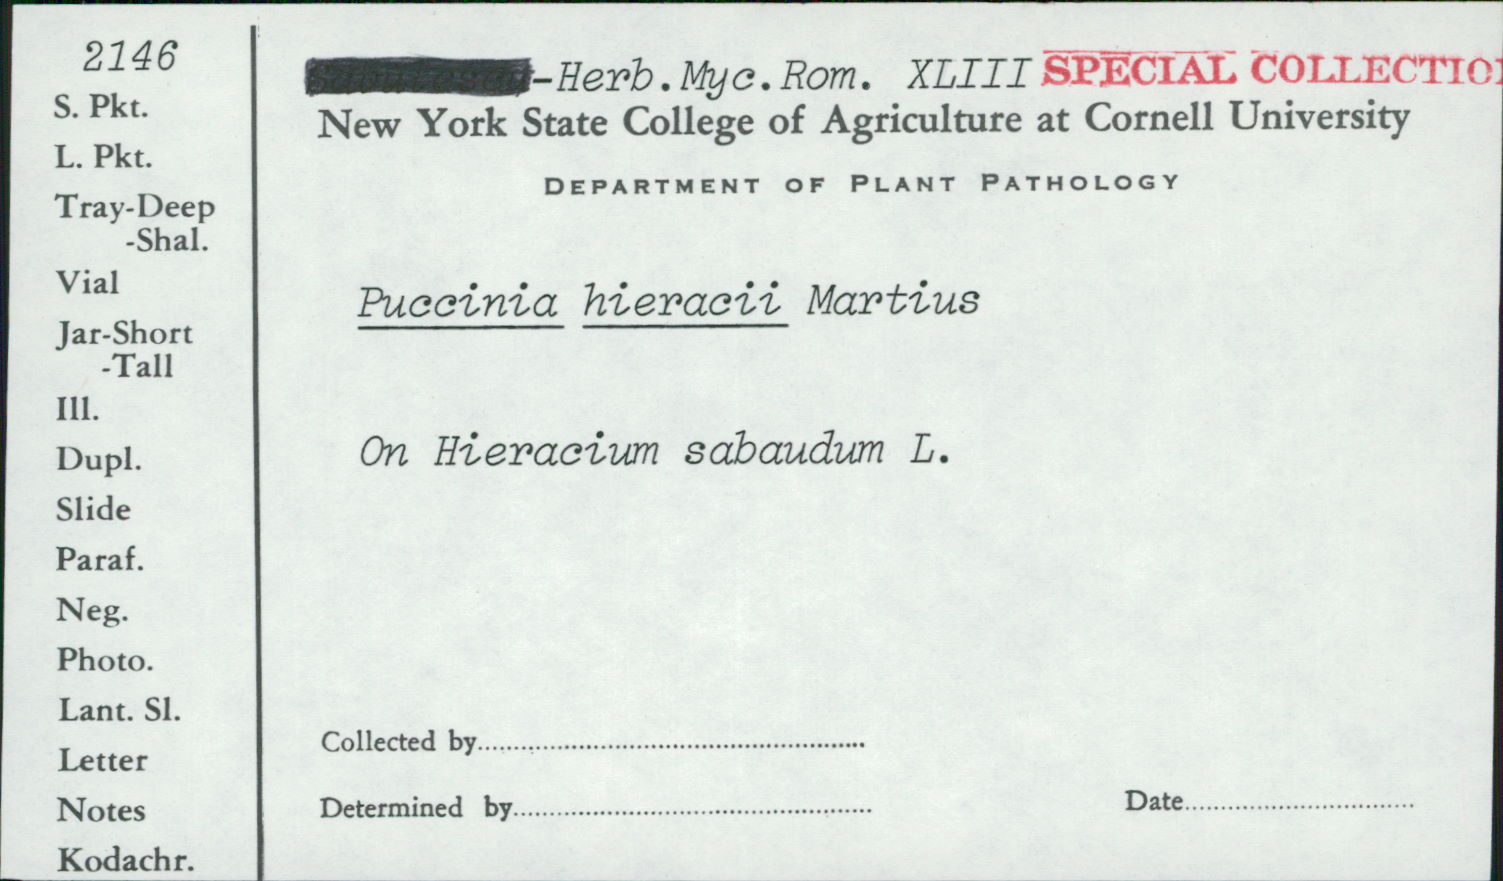 2146
S. Pkt.
L. Pkt.
Tray-Deep
-Shal.
Vial
Jar-Short
-Tall
Ill.
Dupl.
Slide
Paraf.
Neg.
Photo.
Lant. Sl.
Letter
Notes
Kodachr.
-Herb.Myc.Rom. XLIII SPECIAL COLLECTIO
New York State College of Agriculture at Cornell University
DEPARTMENT OF PLANT PATHOLOGY
Puccinia hieracii Martius
On Hieracium sabaudum L.
Collected by
Determined by
Date